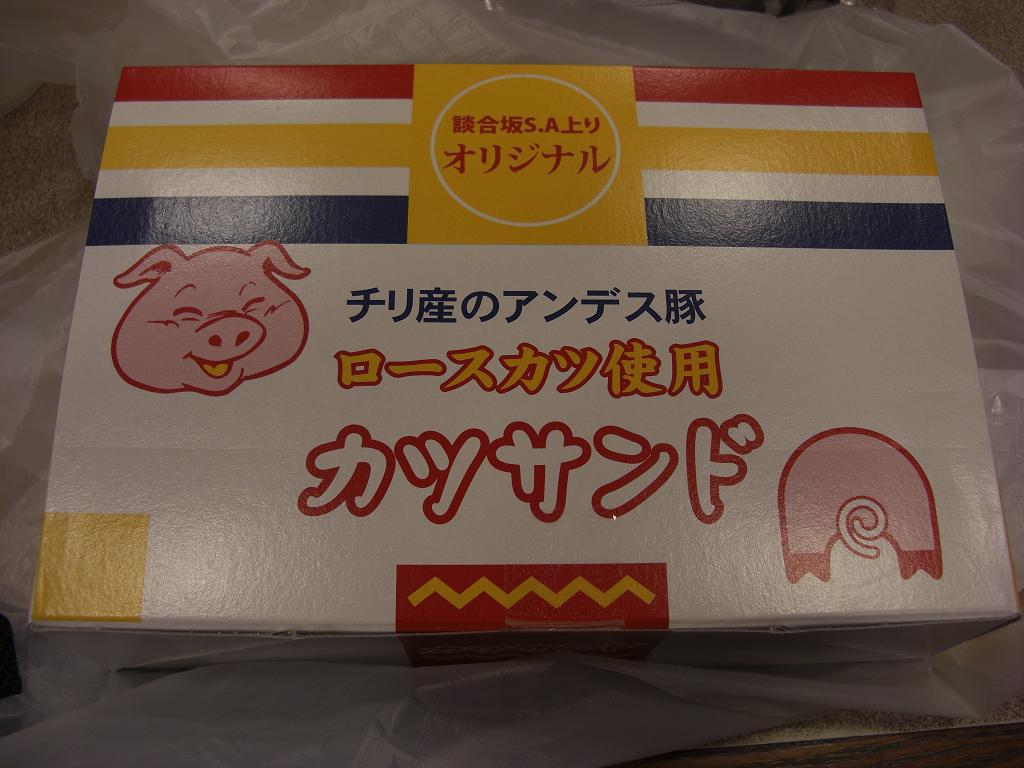 談合坂S.A上り
オリジナル
チリ産のアンデス豚
ロースカツ使用
カツサンド